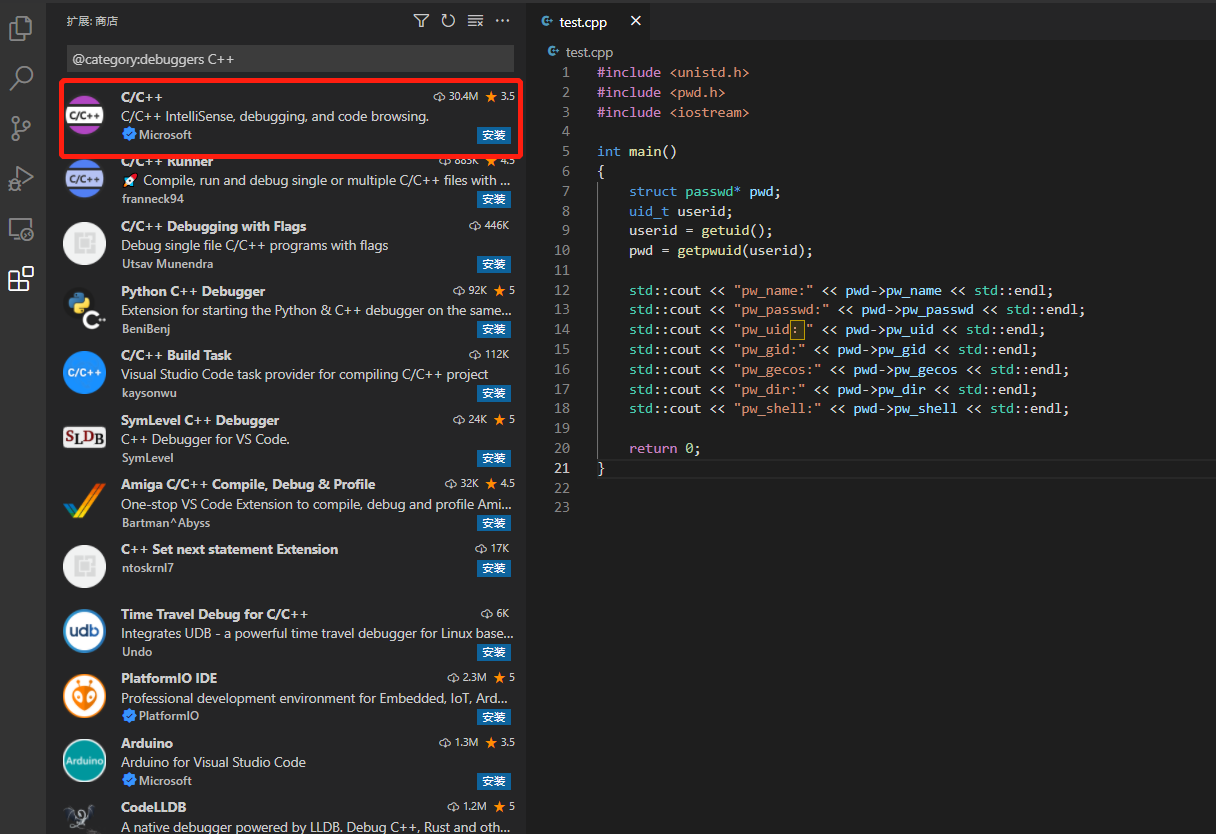 扩展: 商店
@category:debuggers C++
C/C++ 30.4M 3.5
C/C++ IntelliSense, debugging, and code browsing.
Microsoft 安装
C/C++
C/C++ Runner 885K 4.5
Compile, run and debug single or multiple C/C++ files with ...
franneck94 安装
C/C++
C/C++ Debugging with Flags 446K
Debug single file C/C++ programs with flags
Utsav Munendra 安装
Python C++ Debugger 92K 5
Extension for starting the Python & C++ debugger on the same...
BeniBenj 安装
C++
C/C++ Build Task 112K
Visual Studio Code task provider for compiling C/C++ project
kaysonwu 安装
C/C++
SymLevel C++ Debugger 24K 5
C++ Debugger for VS Code.
SymLevel 安装
SLDB
Amiga C/C++ Compile, Debug & Profile 32K 4.5
One-stop VS Code Extension to compile, debug and profile Ami...
Bartman^Abyss 安装
C++ Set next statement Extension 17K
ntoskrnl7 安装
Time Travel Debug for C/C++ 6K
Integrates UDB - a powerful time travel debugger for Linux base...
Undo 安装
udb
PlatformIO IDE 2.3M 5
Professional development environment for Embedded, IoT, Ard...
PlatformIO 安装
Arduino 1.3M 3.5
Arduino for Visual Studio Code
Microsoft 安装
Arduino
CodeLLDB 1.2M 5
A native debugger powered by LLDB. Debug C++, Rust and oth...
test.cpp
test.cpp
1 #include <unistd.h>
2 #include <pwd.h>
3 #include <iostream>
4
5 int main()
6 {
7 struct passwd* pwd;
8 uid_t userid;
9 userid = getuid();
10 pwd = getpwuid(userid);
11
12 std::cout << "pw_name:" << pwd->pw_name << std::endl;
13 std::cout << "pw_passwd:" << pwd->pw_passwd << std::endl;
14 std::cout << "pw_uid：" << pwd->pw_uid << std::endl;
15 std::cout << "pw_gid:" << pwd->pw_gid << std::endl;
16 std::cout << "pw_gecos:" << pwd->pw_gecos << std::endl;
17 std::cout << "pw_dir:" << pwd->pw_dir << std::endl;
18 std::cout << "pw_shell:" << pwd->pw_shell << std::endl;
19
20 return 0;
21 }
22
23